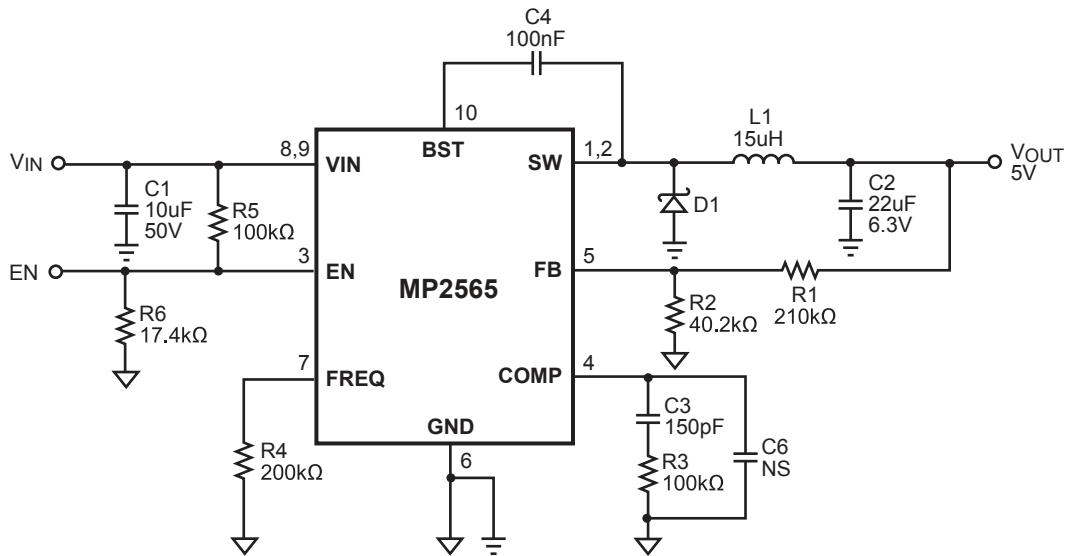 C4
100nF
10
L1
15uH
VIN
8,9
VIN
BST
SW
1,2
VOUT
5V
C1
10uF
50V
R5
100kΩ
D1
C2
22uF
6.3V
EN
3
EN
MP2565
FB
5
R6
17.4kΩ
R2
40.2kΩ
R1
210kΩ
7
FREQ
COMP
4
GND
6
R4
200kΩ
C3
150pF
R3
100kΩ
C6
NS